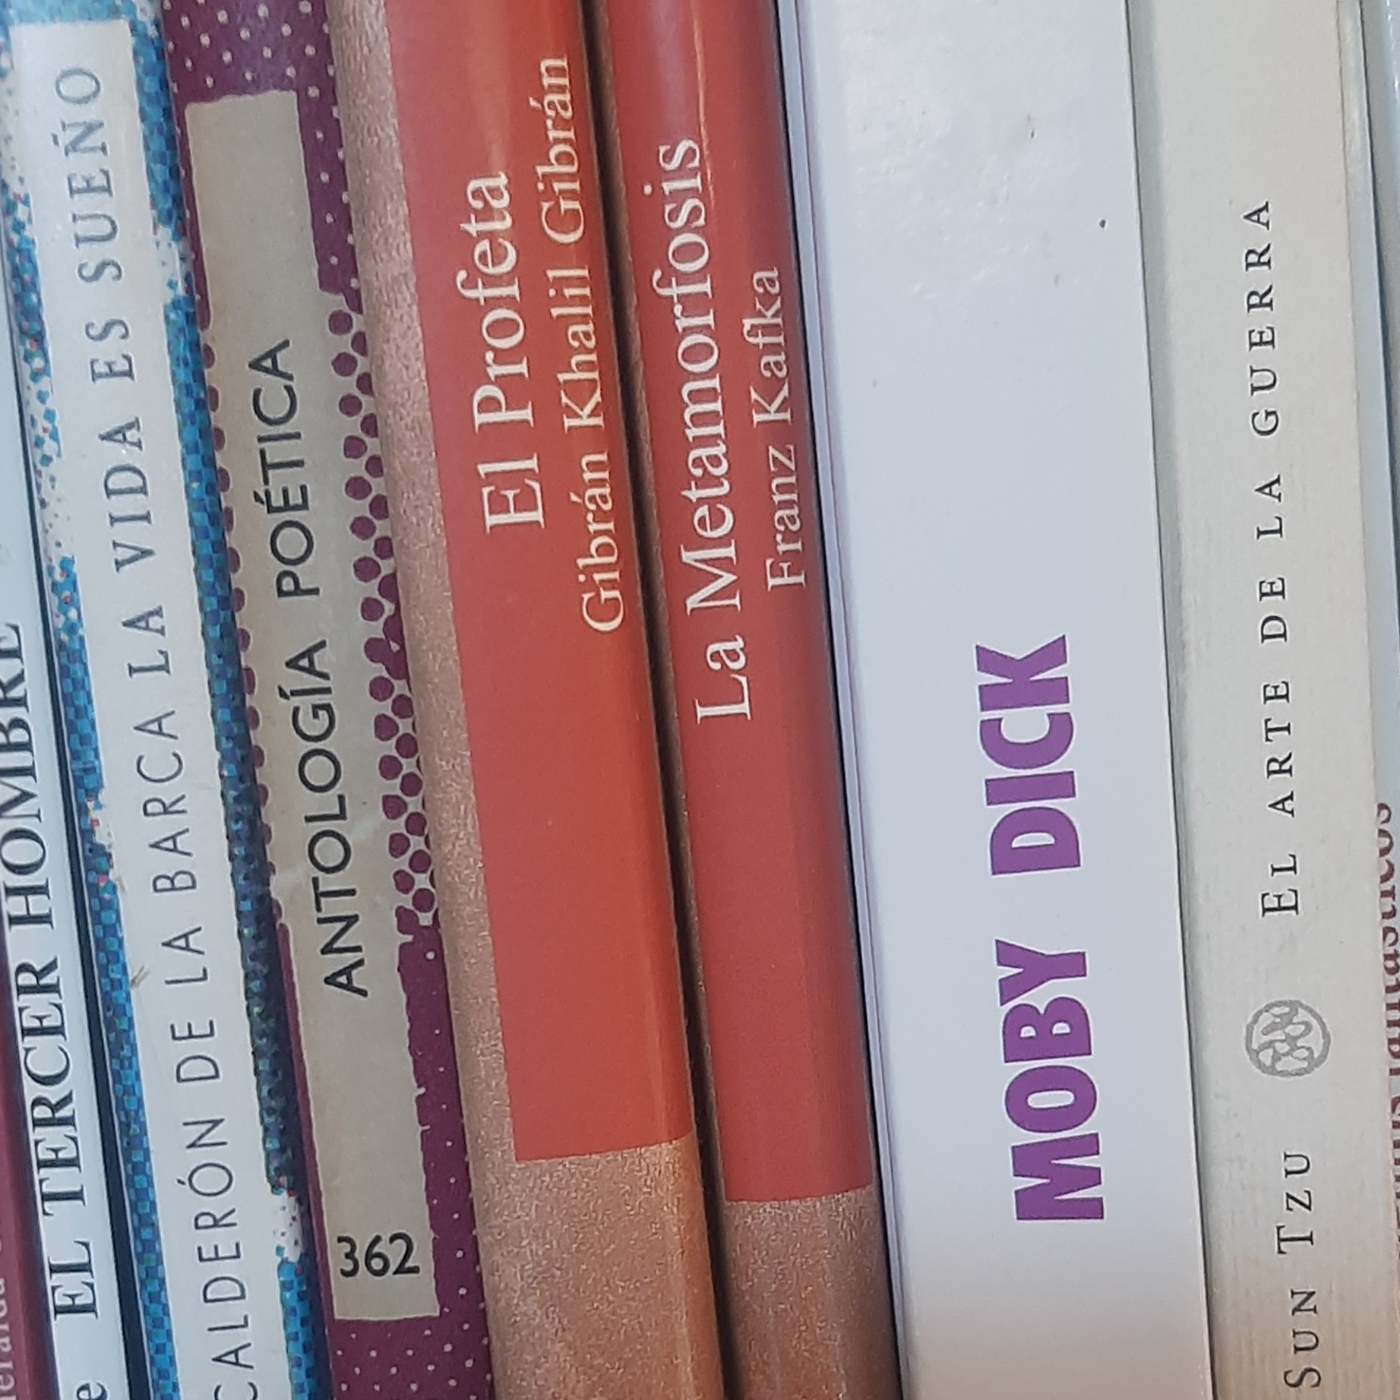 EL TERCER HOMBRE
CALDERÓN DE LA BARCA LA VIDA ES SUEÑO
362
ANTOLOGÍA POÉTICA
El Profeta
Gibrán Khalil Gibrán
La Metamorfosis
Franz Kafka
MOBY DICK
SUN TZU EL ARTE DE LA GUERRA